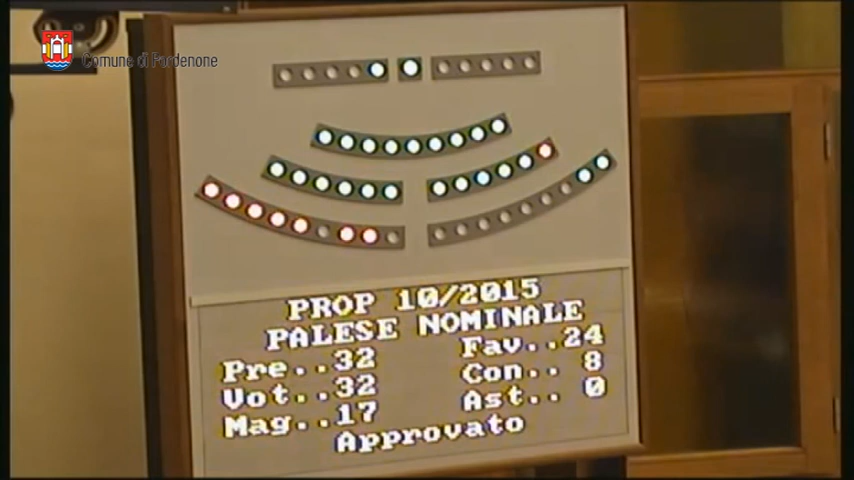 Comune di Pordenone
PROP 10/2015
PALESE NOMINALE
Pre..32 Fav..24
Vot..32 Con.. 8
Mag..17 Ast.. 0
Approvato